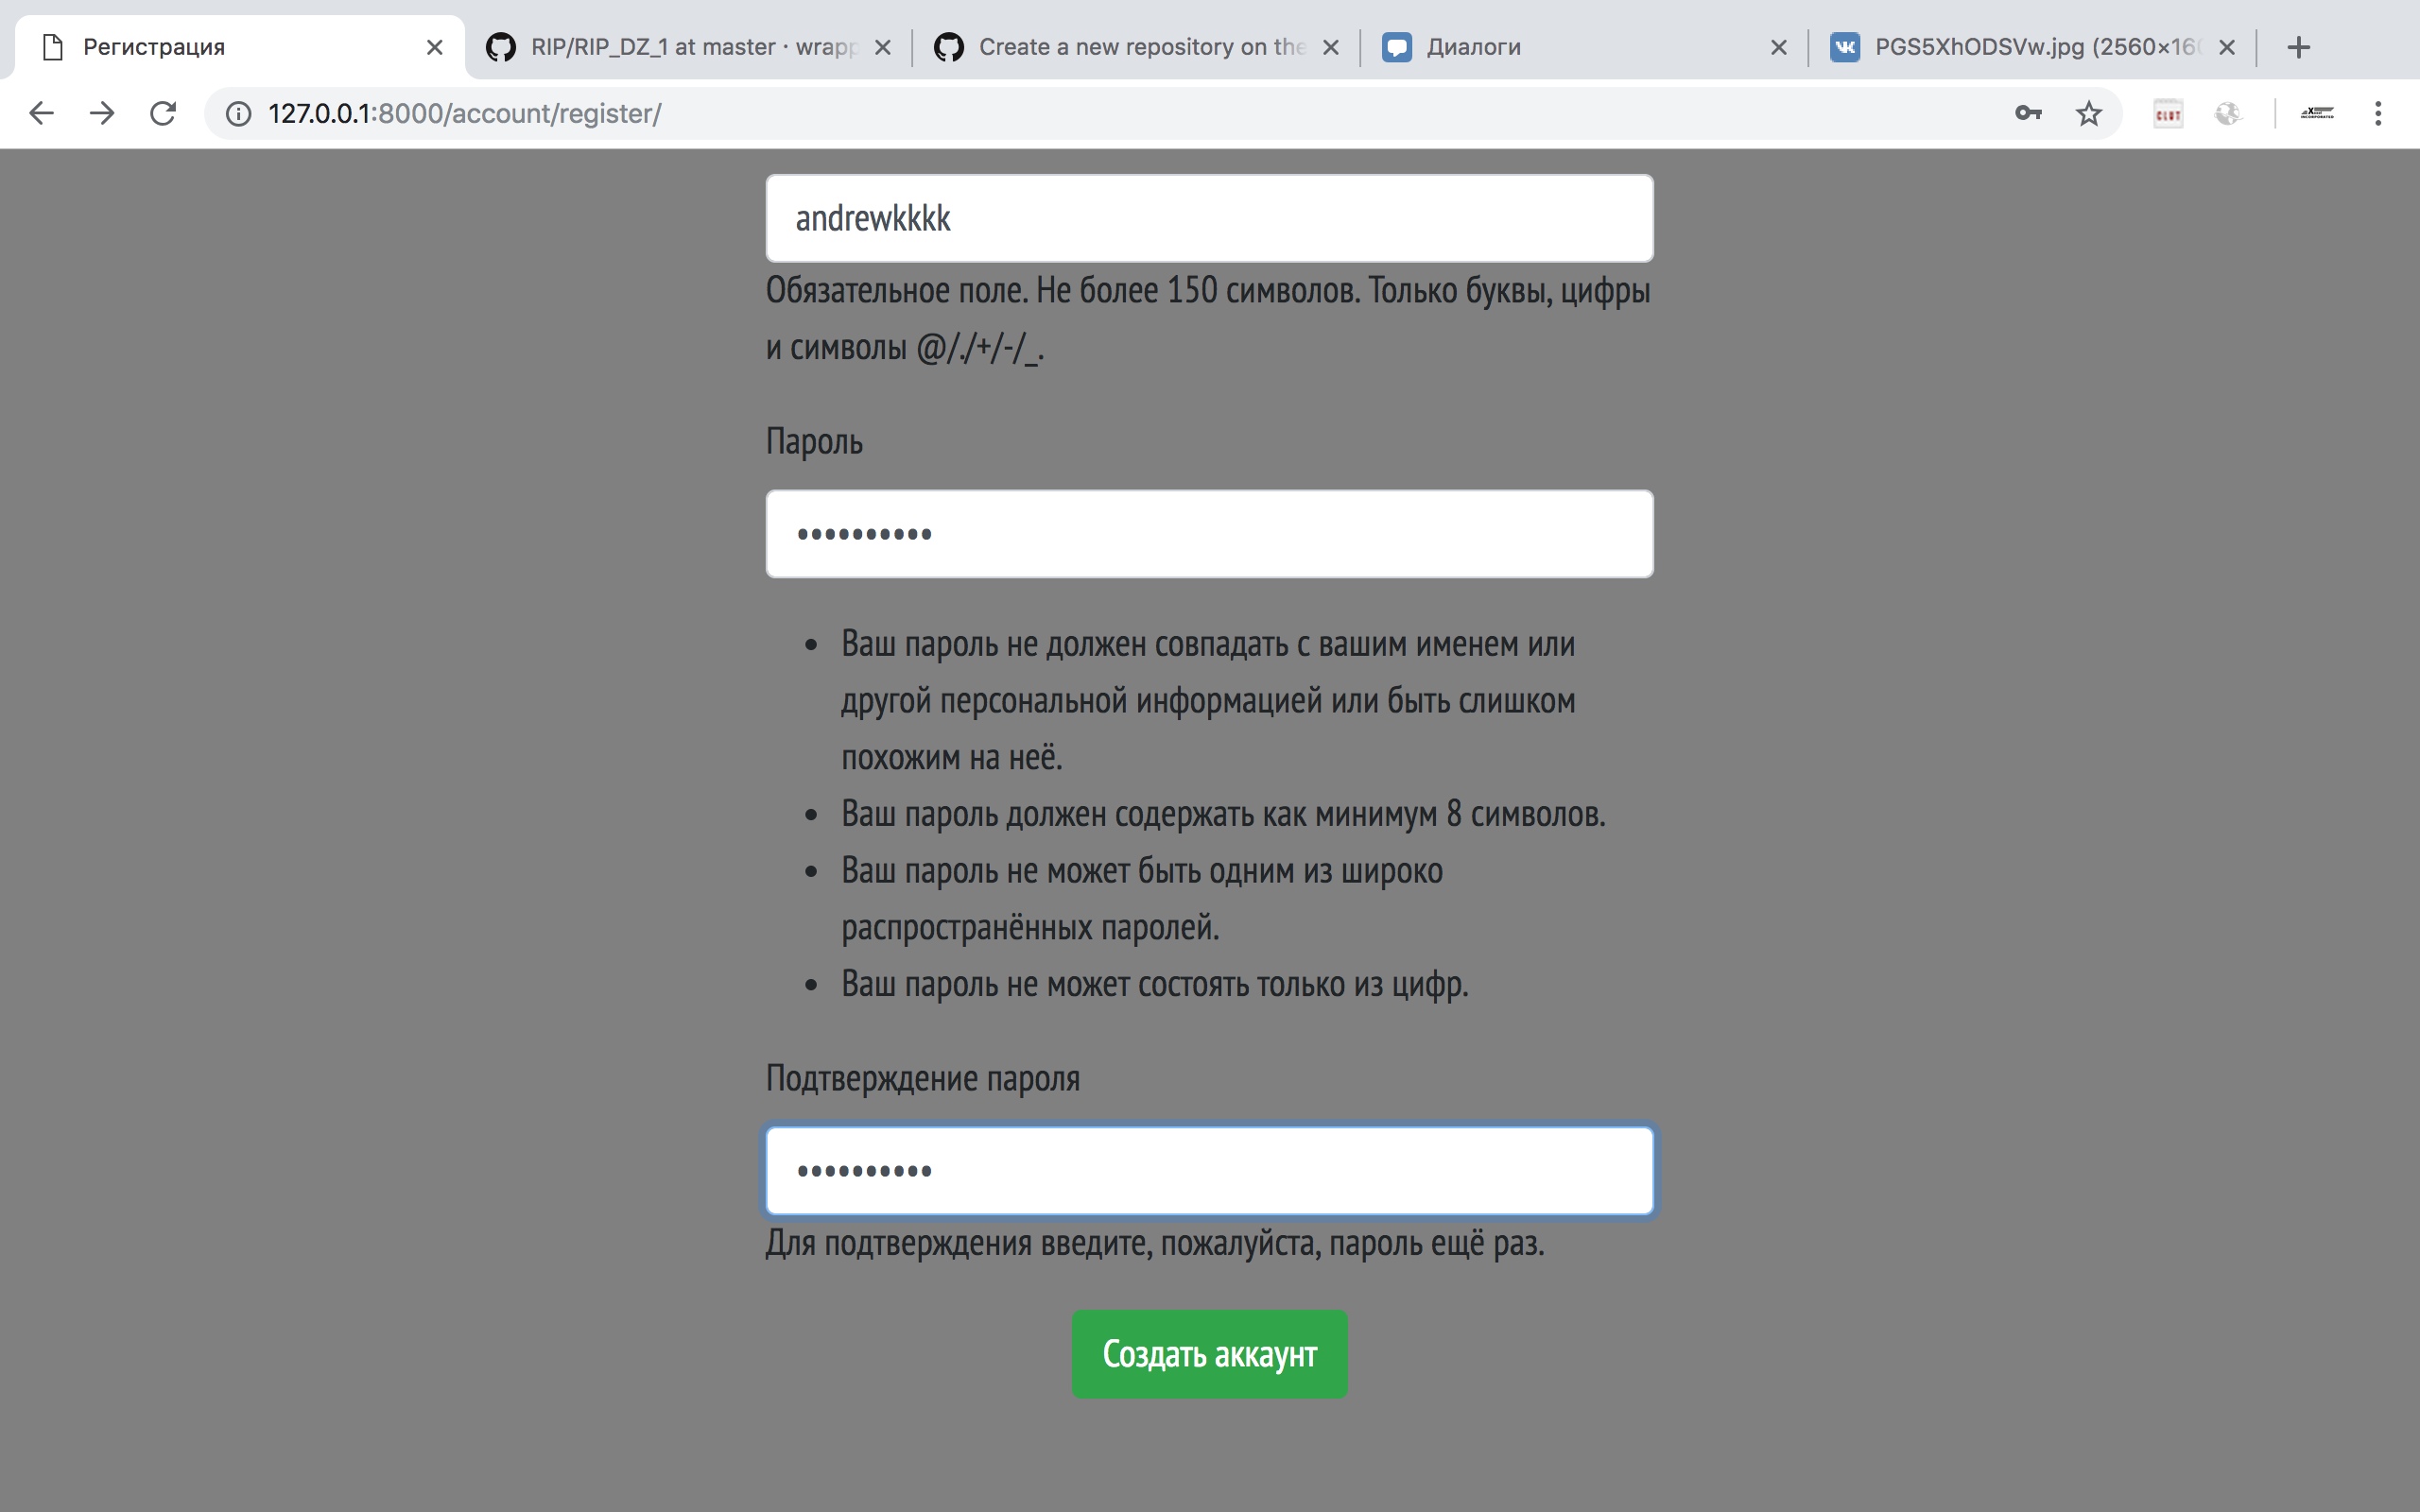 Регистрация
RIP/RIP_DZ_1 at master · wrapp
Create a new repository on the
Диалоги
PGS5XhODSVw.jpg (2560×160
127.0.0.1:8000/account/register/
andrewkkkk
Обязательное поле. Не более 150 символов. Только буквы, цифры
и символы @/./+/-/_.
Пароль
••••••••••
Ваш пароль не должен совпадать с вашим именем или
другой персональной информацией или быть слишком
похожим на неё.
Ваш пароль должен содержать как минимум 8 символов.
Ваш пароль не может быть одним из широко
распространённых паролей.
Ваш пароль не может состоять только из цифр.
Подтверждение пароля
••••••••••
Для подтверждения введите, пожалуйста, пароль ещё раз.
Создать аккаунт